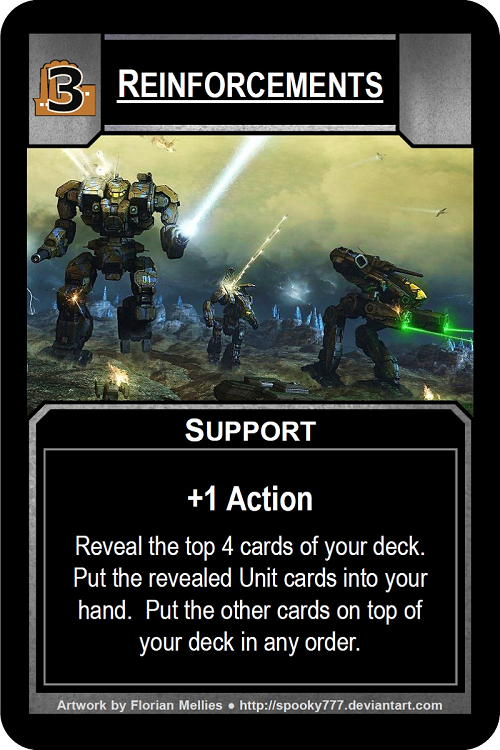 3
REINFORCEMENTS
SUPPORT
+1 Action
Reveal the top 4 cards of your deck.
Put the revealed Unit cards into your
hand.  Put the other cards on top of
your deck in any order.
Artwork by Florian Mellies ● http://spooky777.deviantart.com